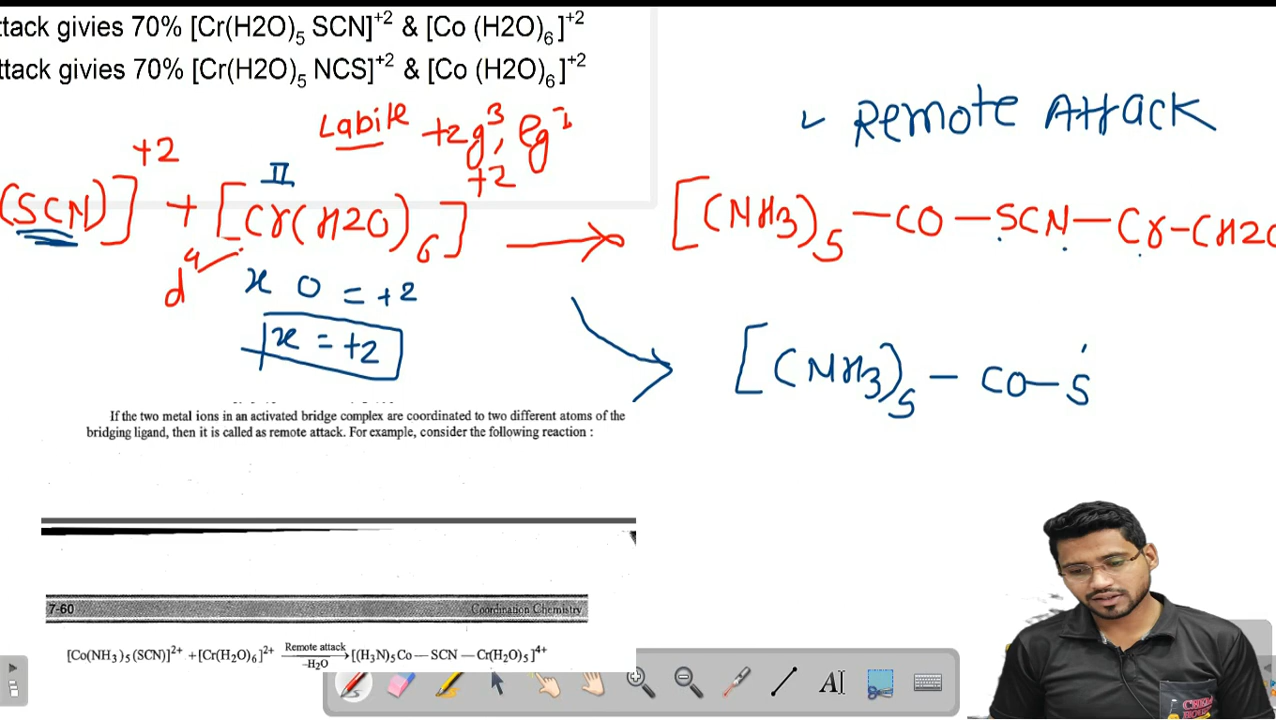 ttack givies 70% [Cr(H2O)5 SCN]+2 & [Co (H2O)6]+2
ttack givies 70% [Cr(H2O)5 NCS]+2 & [Co (H2O)6]+2
Remote Attack
Labile +2g3, eg1
(SCN)]+2 + [Cr(H2O)6]+2 → [(NH3)5 — CO — SCN — Cr-(H2O
II
d4
x 0 = +2
x = +2
[(NH3)5 — CO — S
If the two metal ions in an activated bridge complex are coordinated to two different atoms of the
bridging ligand, then it is called as remote attack. For example, consider the following reaction :
7-60 Coordination Chemistry
[Co(NH3)5(SCN)]2+ +[Cr(H2O)6]2+ Remote attack –H2O → [(H3N)5Co — SCN — Cr(H2O)5]4+
AI
CHEM